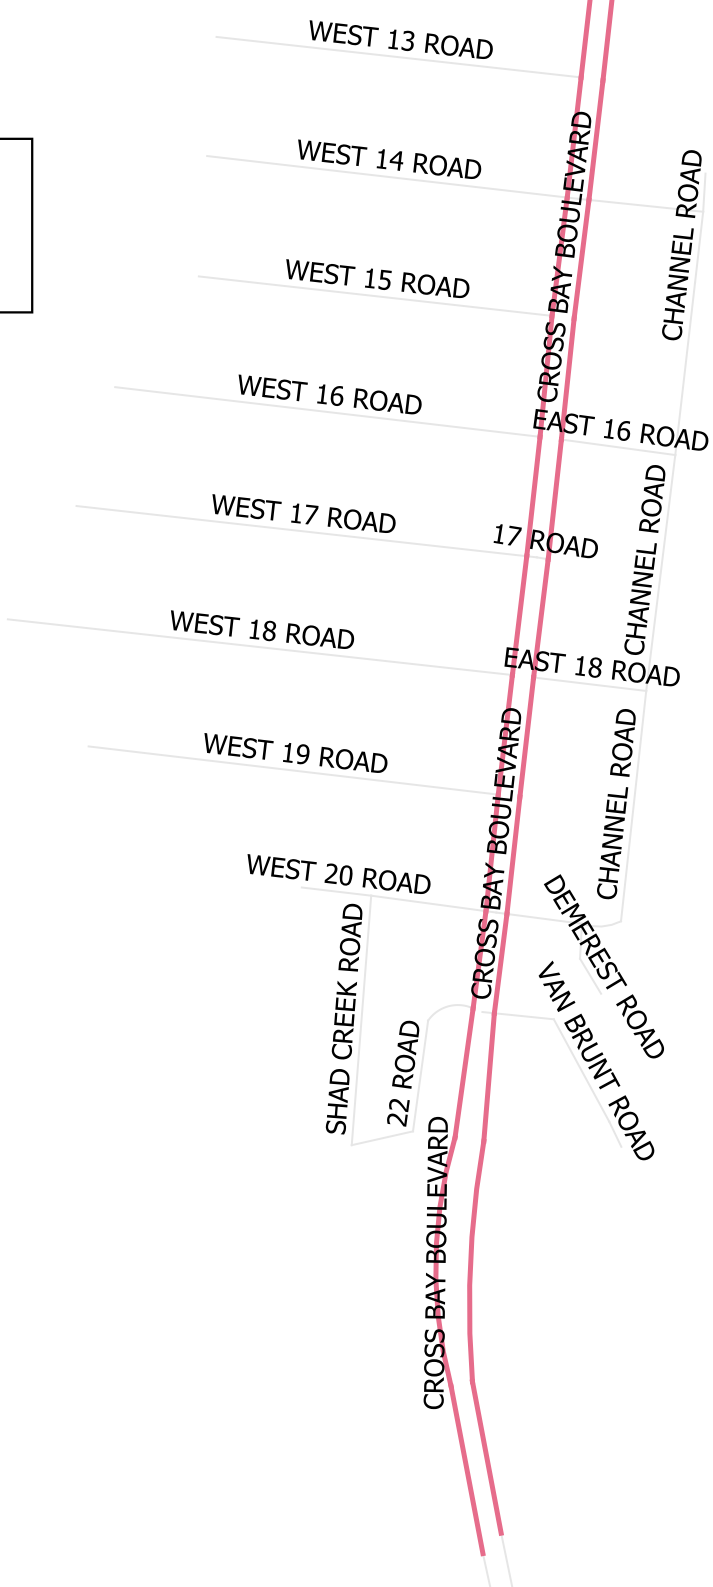 WEST 13 ROAD
CROSS BAY BOULEVARD
WEST 14 ROAD
CHANNEL ROAD
WEST 15 ROAD
WEST 16 ROAD
EAST 16 ROAD
CHANNEL ROAD
WEST 17 ROAD
17 ROAD
WEST 18 ROAD
EAST 18 ROAD
CROSS BAY BOULEVARD
CHANNEL ROAD
WEST 19 ROAD
WEST 20 ROAD
DEMEREST ROAD
SHAD CREEK ROAD
VAN BRUNT ROAD
22 ROAD
CROSS BAY BOULEVARD